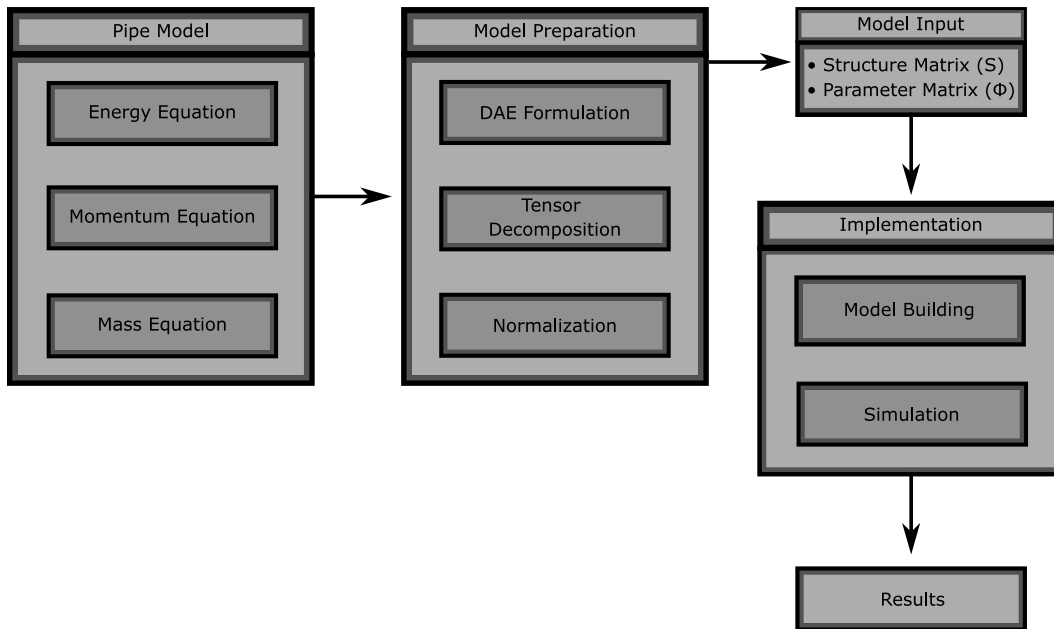 Pipe Model
Energy Equation
Momentum Equation
Mass Equation
Model Preparation
DAE Formulation
Tensor
Decomposition
Normalization
Model Input
• Structure Matrix (S)
• Parameter Matrix (Φ)
Implementation
Model Building
Simulation
Results